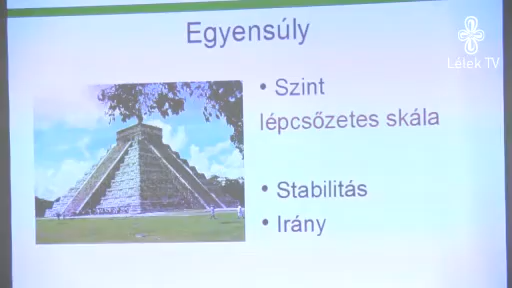 Egyensúly
Lélek TV
• Szint
lépcsőzetes skála
• Stabilitás
• Irány